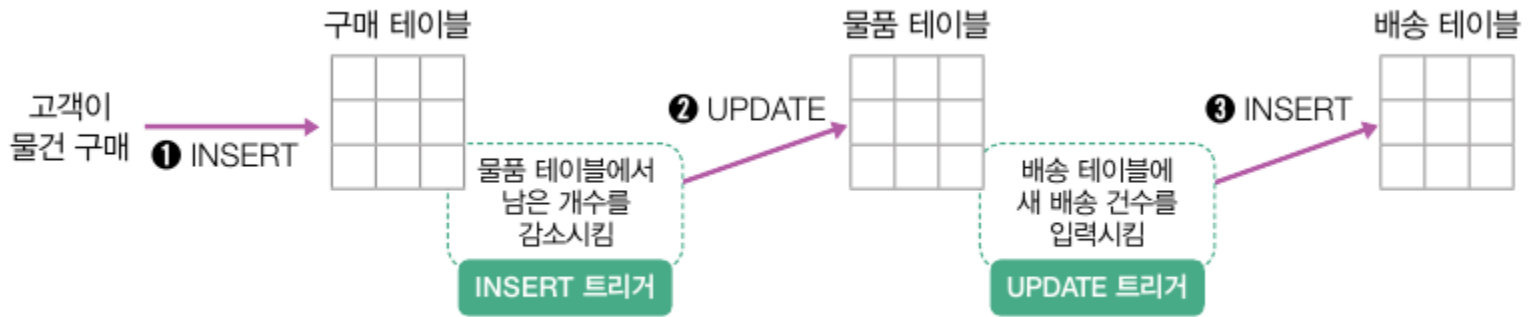 구매 테이블
물품 테이블
배송 테이블
고객이
물건 구매
❶ INSERT
❷ UPDATE
❸ INSERT
물품 테이블에서
남은 개수를
감소시킴
INSERT 트리거
배송 테이블에
새 배송 건수를
입력시킴
UPDATE 트리거